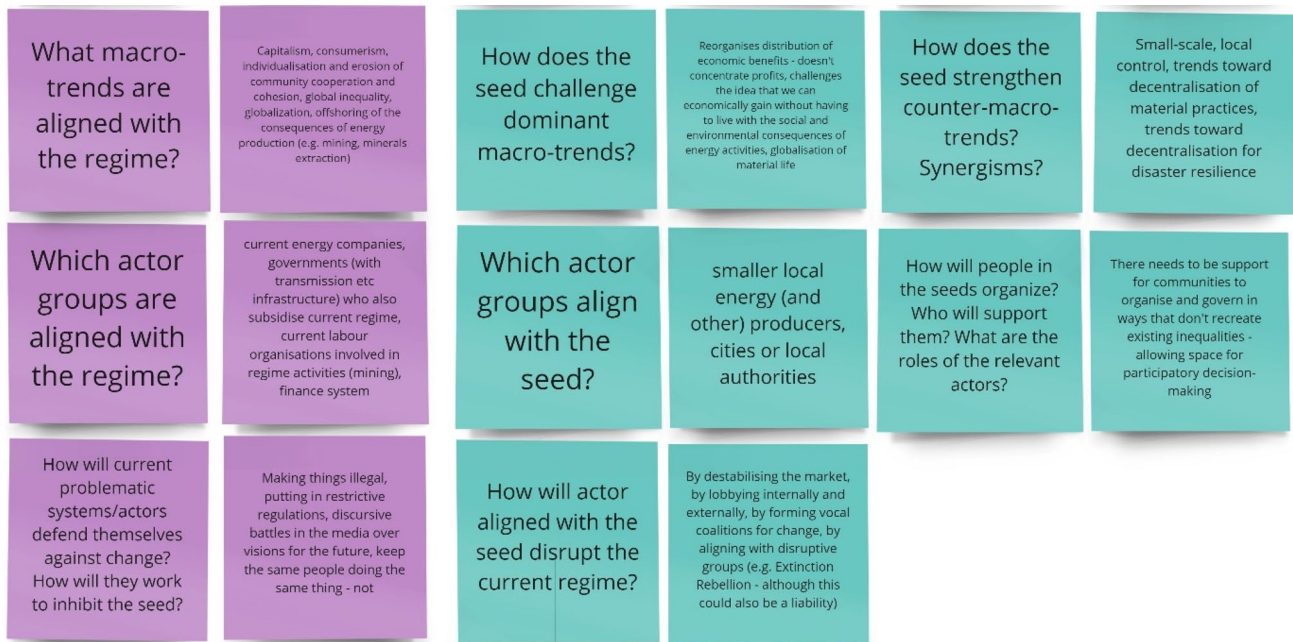 What macro-
trends are
aligned with
the regime?
Capitalism, consumerism,
individualisation and erosion of
community cooperation and
cohesion, global inequality,
globalization, offshoring of the
consequences of energy
production (e.g. mining, minerals
extraction)
How does the
seed challenge
dominant
macro-trends?
Reorganises distribution of
economic benefits - doesn't
concentrate profits, challenges
the idea that we can
economically gain without having
to live with the social and
environmental consequences of
energy activities, globalisation of
material life
How does the
seed strengthen
counter-macro-
trends?
Synergisms?
Small-scale, local
control, trends toward
decentralisation of
material practices,
trends toward
decentralisation for
disaster resilience
Which actor
groups are
aligned with
the regime?
current energy companies,
governments (with
transmission etc
infrastructure) who also
subsidise current regime,
current labour
organisations involved in
regime activities (mining),
finance system
Which actor
groups align
with the
seed?
smaller local
energy (and
other) producers,
cities or local
authorities
How will people in
the seeds organize?
Who will support
them? What are the
roles of the relevant
actors?
There needs to be support
for communities to
organise and govern in
ways that don't recreate
existing inequalities -
allowing space for
participatory decision-
making
How will current
problematic
systems/actors
defend themselves
against change?
How will they work
to inhibit the seed?
Making things illegal,
putting in restrictive
regulations, discursive
battles in the media over
visions for the future, keep
the same people doing the
same thing - not
How will actor
aligned with the
seed disrupt the
current regime?
By destabilising the market,
by lobbying internally and
externally, by forming vocal
coalitions for change, by
aligning with disruptive
groups (e.g. Extinction
Rebellion - although this
could also be a liability)